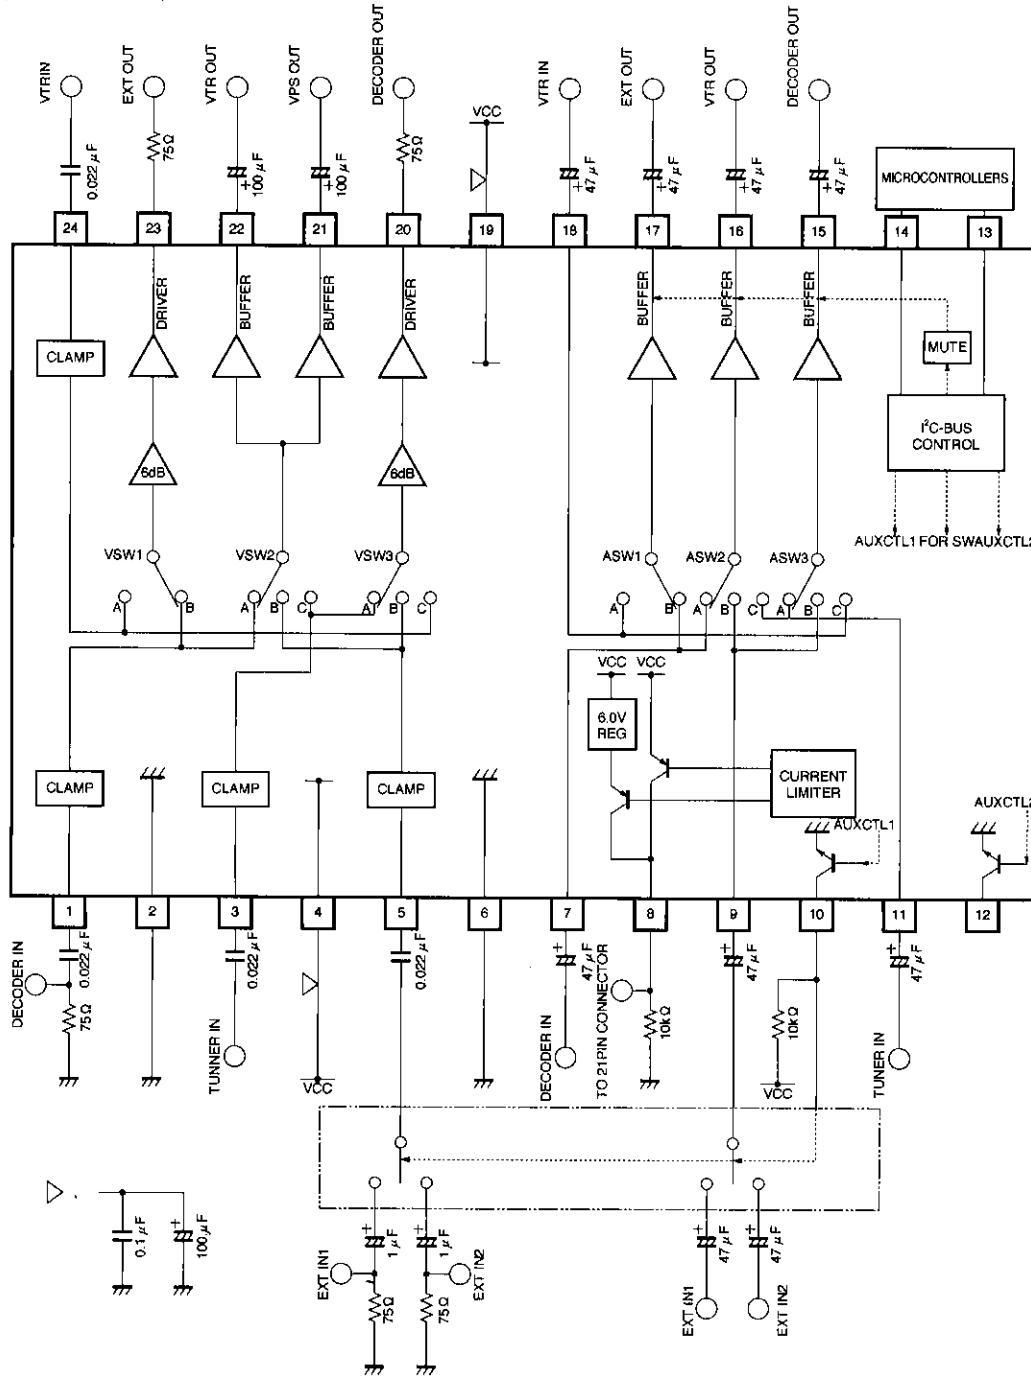 VTRIN
EXT OUT
VTR OUT
VPS OUT
DECODER OUT
VTR IN
EXT OUT
VTR OUT
DECODER OUT
0.022 μF
75Ω
+
100 μF
+
100 μF
75Ω
VCC
+
47 μF
+
47 μF
+
47 μF
+
47 μF
MICROCONTROLLERS
24
23
22
21
20
19
18
17
16
15
14
13
DRIVER
BUFFER
BUFFER
DRIVER
BUFFER
BUFFER
BUFFER
CLAMP
MUTE
6dB
6dB
I²C-BUS
CONTROL
AUXCTL1 FOR SWAUXCTL2
VSW1
VSW2
VSW3
ASW1
ASW2
ASW3
A
B
A
B
C
A
B
C
A
B
A
B
C
A
B
C
VCC
VCC
6.0V
REG
CLAMP
CLAMP
CLAMP
CURRENT
LIMITER
AUXCTL1
AUXCTL2
1
2
3
4
5
6
7
8
9
10
11
12
DECODER IN
0.022 μF
75Ω
TUNNER IN
0.022 μF
VCC
0.022 μF
DECODER IN
+
47 μF
TO 21PIN CONNECTOR
10kΩ
+
47 μF
10kΩ
VCC
TUNER IN
+
47 μF
0.1 μF
+
100 μF
EXT IN1
+
1 μF
75Ω
+
1 μF
75Ω
EXT IN2
EXT IN1
+
47 μF
+
47 μF
EXT IN2